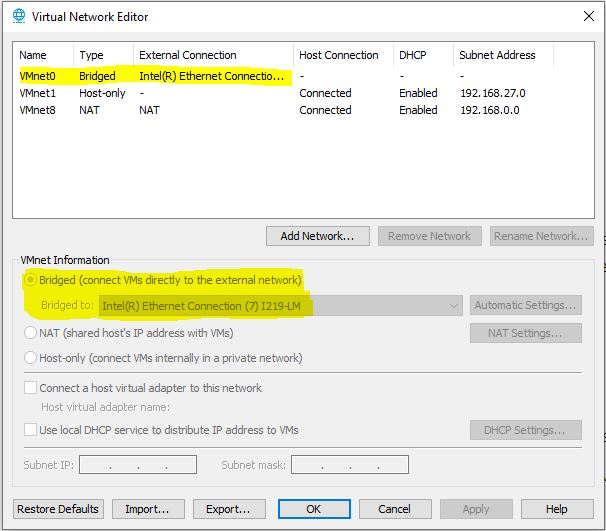 Virtual Network Editor
Name Type External Connection Host Connection DHCP Subnet Address
VMnet0 Bridged Intel(R) Ethernet Connectio... - - -
VMnet1 Host-only - Connected Enabled 192.168.27.0
VMnet8 NAT NAT Connected Enabled 192.168.0.0
Add Network... Remove Network Rename Network...
VMnet Information
Bridged (connect VMs directly to the external network)
Bridged to: Intel(R) Ethernet Connection (7) I219-LM Automatic Settings...
NAT (shared host's IP address with VMs) NAT Settings...
Host-only (connect VMs internally in a private network)
Connect a host virtual adapter to this network
Host virtual adapter name:
Use local DHCP service to distribute IP address to VMs DHCP Settings...
Subnet IP: . . . Subnet mask: . . .
Restore Defaults Import... Export... OK Cancel Apply Help